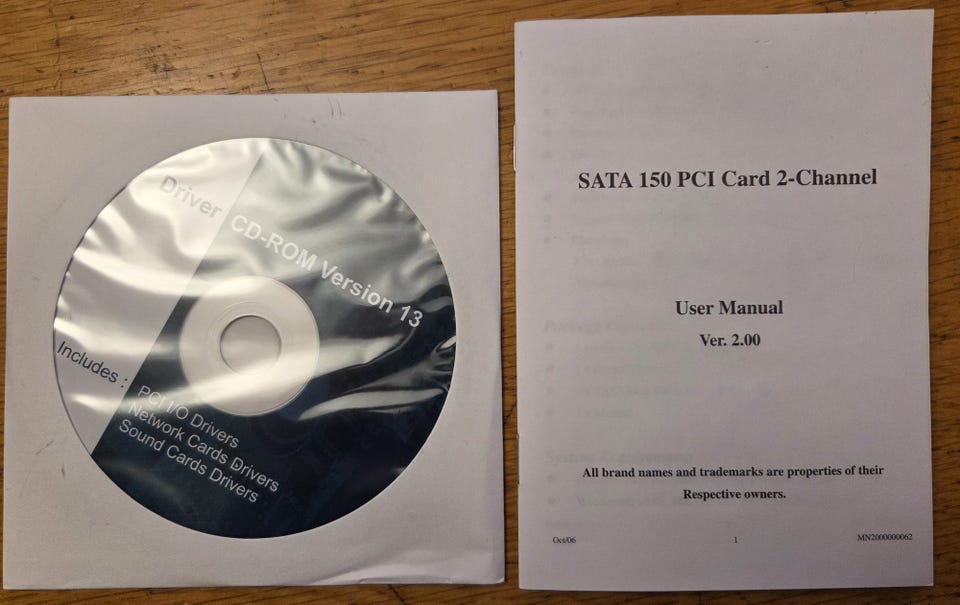 Driver CD-ROM Version 13
Includes :
PCI I/O Drivers
Network Cards Drivers
Sound Cards Drivers
SATA 150 PCI Card 2-Channel
User Manual
Ver. 2.00
All brand names and trademarks are properties of their
Respective owners.
Oct/06 1 MN2000000062